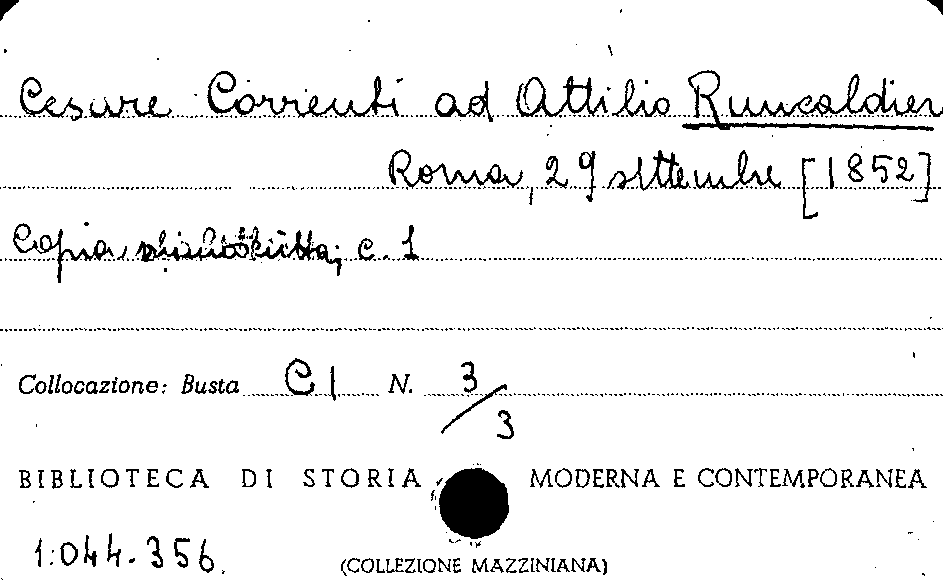 Cesare Correnti ad Attilio Runcaldier
Roma, 29 settembre [1852]
Copia c. 1
Collocazione: Busta C I N. 3/3
BIBLIOTECA DI STORIA MODERNA E CONTEMPORANEA
1.044.356.
(COLLEZIONE MAZZINIANA)